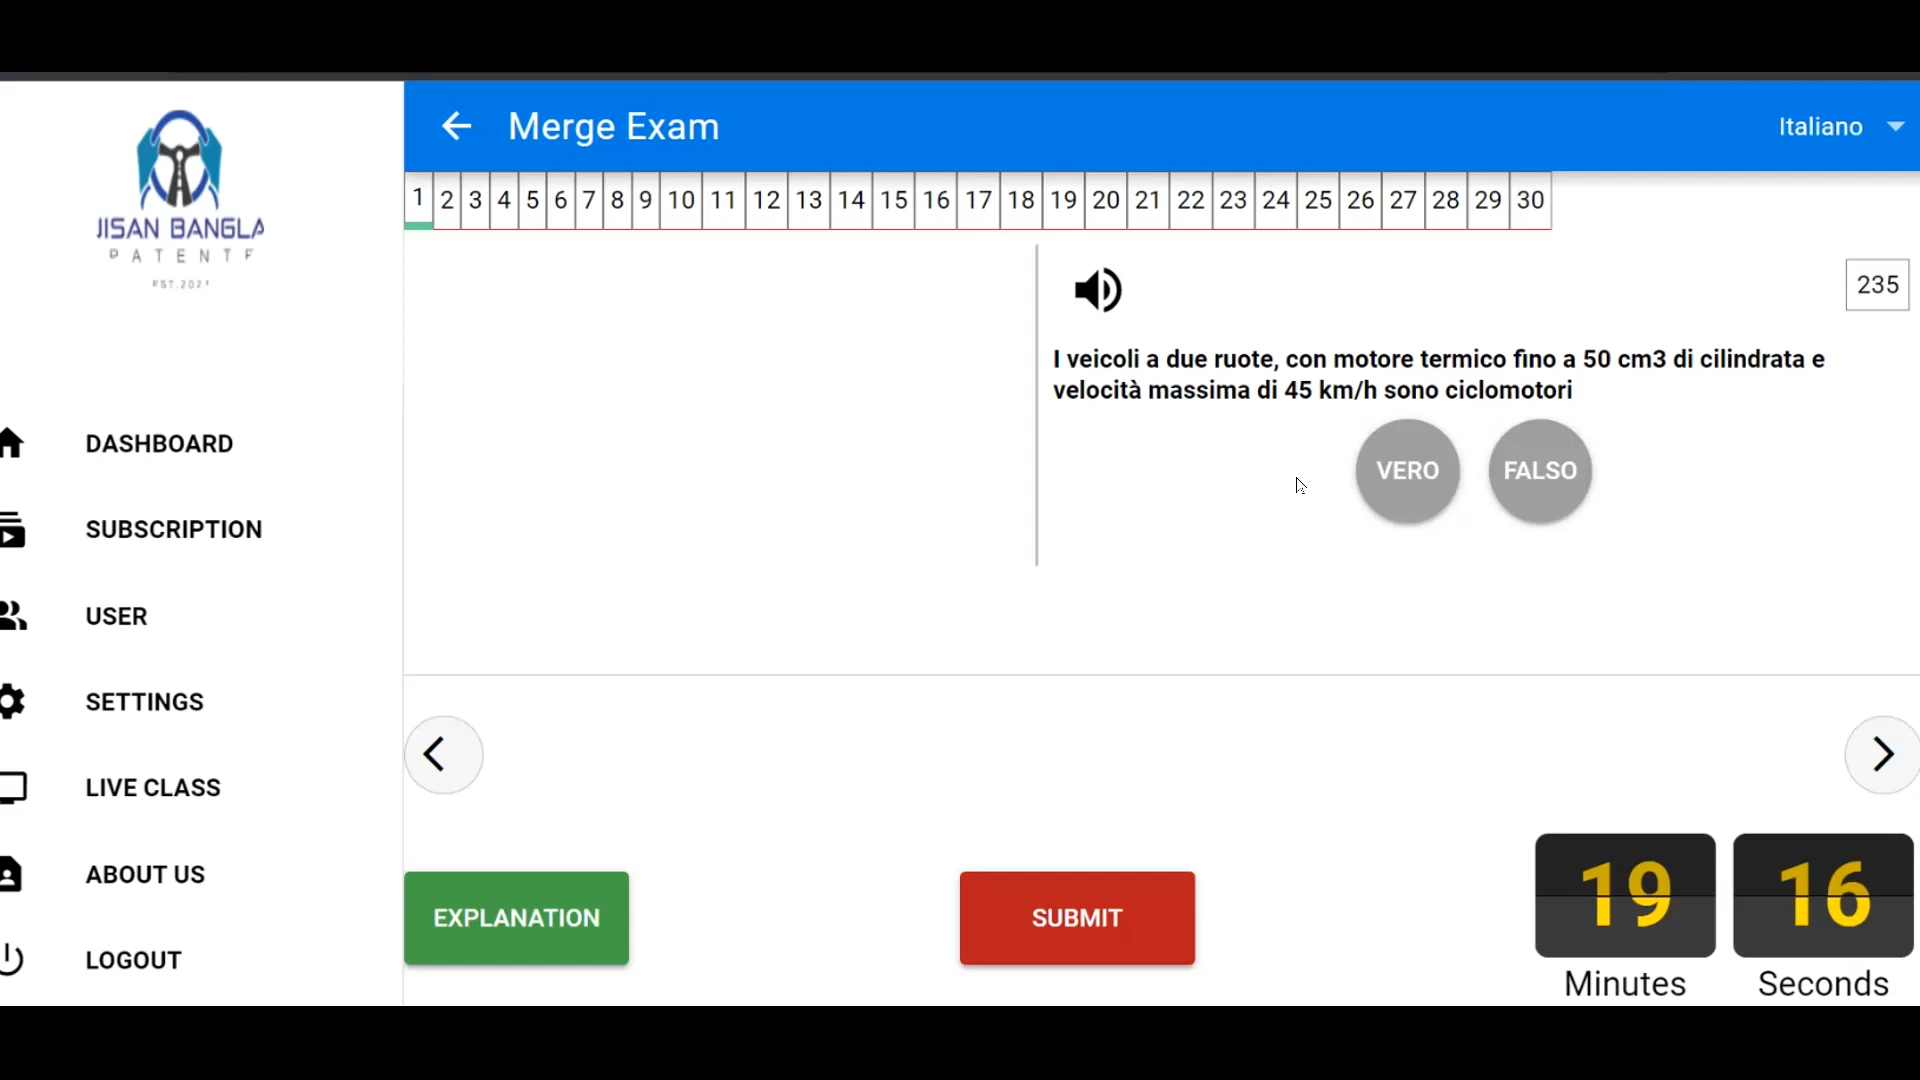 JISAN BANGLA
PATENTE
EST.2021
DASHBOARD
SUBSCRIPTION
USER
SETTINGS
LIVE CLASS
ABOUT US
LOGOUT
Merge Exam
Italiano
1 2 3 4 5 6 7 8 9 10 11 12 13 14 15 16 17 18 19 20 21 22 23 24 25 26 27 28 29 30
235
I veicoli a due ruote, con motore termico fino a 50 cm3 di cilindrata e
velocità massima di 45 km/h sono ciclomotori
VERO FALSO
EXPLANATION
SUBMIT
19 16
Minutes Seconds